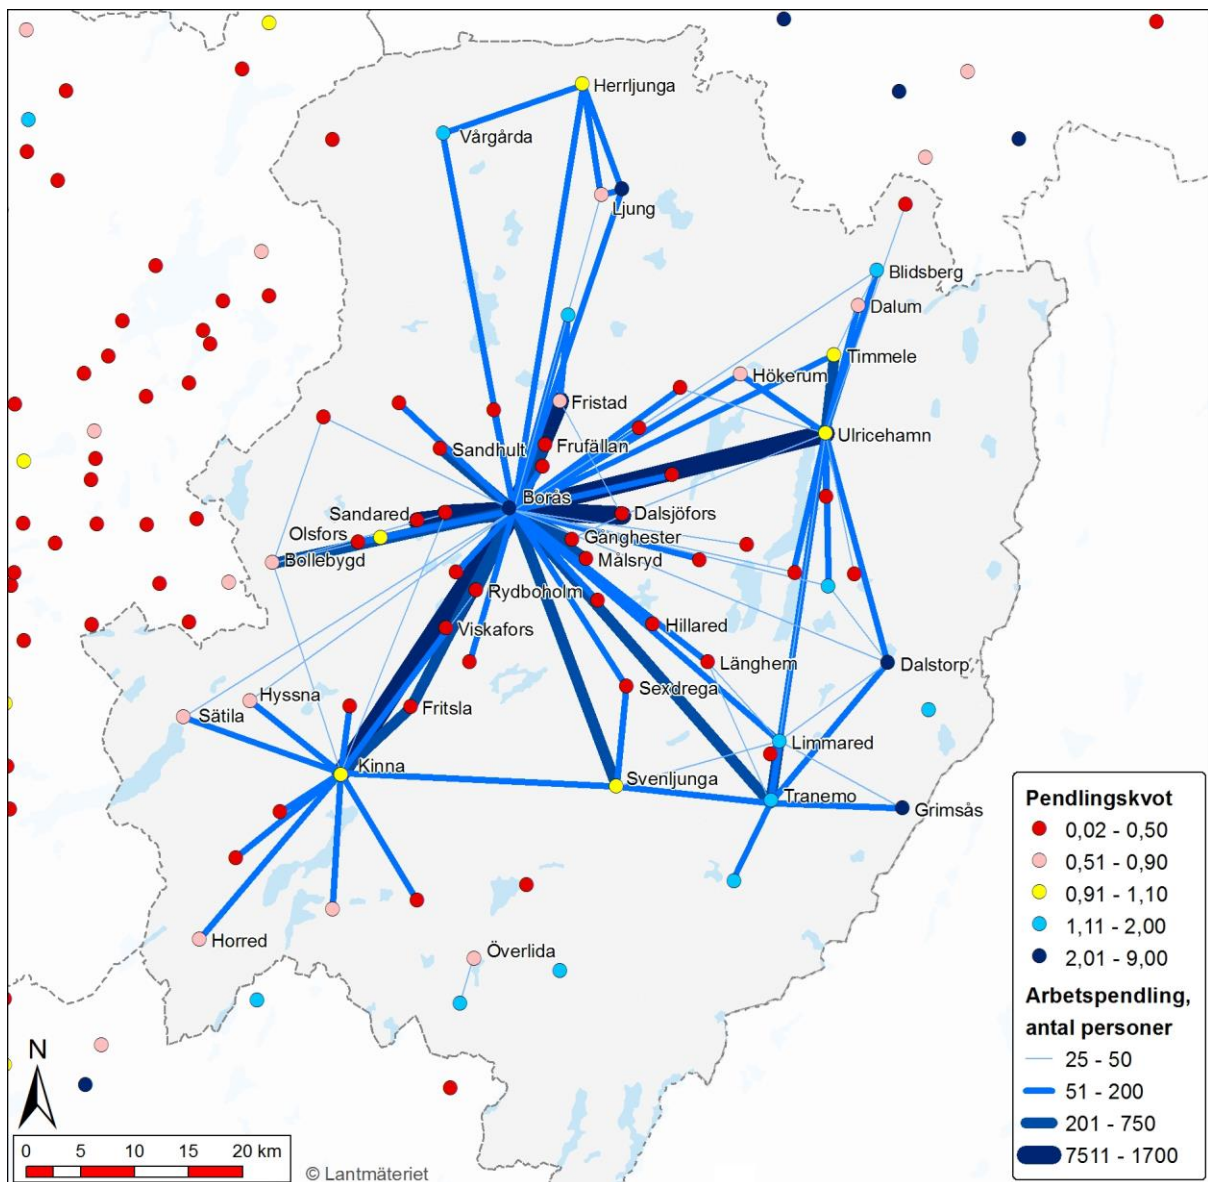 Herrljunga
Vårgårda
Ljung
Blidsberg
Dalum
Timmele
Hökerum
Fristad
Ulricehamn
Frufällan
Sandhult
Borås
Sandared
Dalsjöfors
Olsfors
Gånghester
Bollebygd
Målsryd
Rydboholm
Viskafors
Hillared
Länghem
Dalstorp
Hyssna
Sexdrega
Sätila
Fritsla
Limmared
Kinna
Svenljunga
Tranemo
Grimsås
Horred
Överlida
Pendlingskvot
0,02 - 0,50
0,51 - 0,90
0,91 - 1,10
1,11 - 2,00
2,01 - 9,00
Arbetspendling,
antal personer
25 - 50
51 - 200
201 - 750
7511 - 1700
N
0 5 10 15 20 km
© Lantmäteriet